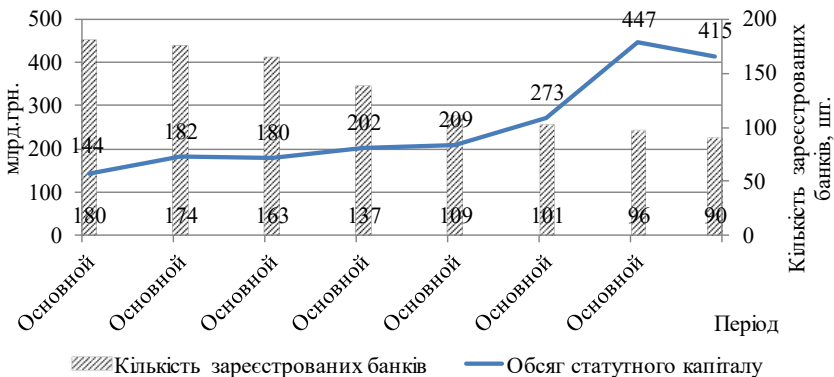 500
400
300
200
100
0
млрд.грн.
200
150
100
50
0
Кількість зареєстрованих
банків, шт.
144
182
180
202
209
273
447
415
180
174
163
137
109
101
96
90
Основной
Основной
Основной
Основной
Основной
Основной
Основной
Період
Кількість зареєстрованих банків
Обсяг статутного капіталу